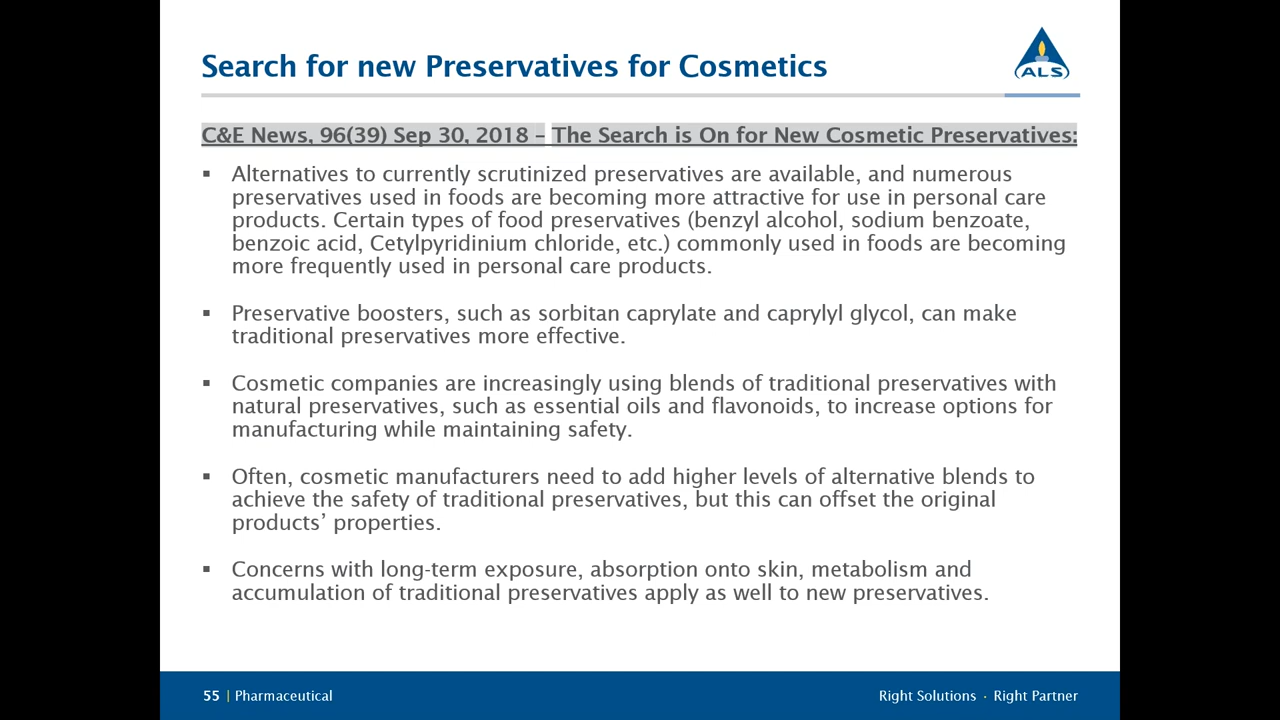 Search for new Preservatives for Cosmetics
ALS
C&E News, 96(39) Sep 30, 2018 – The Search is On for New Cosmetic Preservatives:
▪ Alternatives to currently scrutinized preservatives are available, and numerous
preservatives used in foods are becoming more attractive for use in personal care
products. Certain types of food preservatives (benzyl alcohol, sodium benzoate,
benzoic acid, Cetylpyridinium chloride, etc.) commonly used in foods are becoming
more frequently used in personal care products.
▪ Preservative boosters, such as sorbitan caprylate and caprylyl glycol, can make
traditional preservatives more effective.
▪ Cosmetic companies are increasingly using blends of traditional preservatives with
natural preservatives, such as essential oils and flavonoids, to increase options for
manufacturing while maintaining safety.
▪ Often, cosmetic manufacturers need to add higher levels of alternative blends to
achieve the safety of traditional preservatives, but this can offset the original
products’ properties.
▪ Concerns with long-term exposure, absorption onto skin, metabolism and
accumulation of traditional preservatives apply as well to new preservatives.
55 | Pharmaceutical
Right Solutions · Right Partner